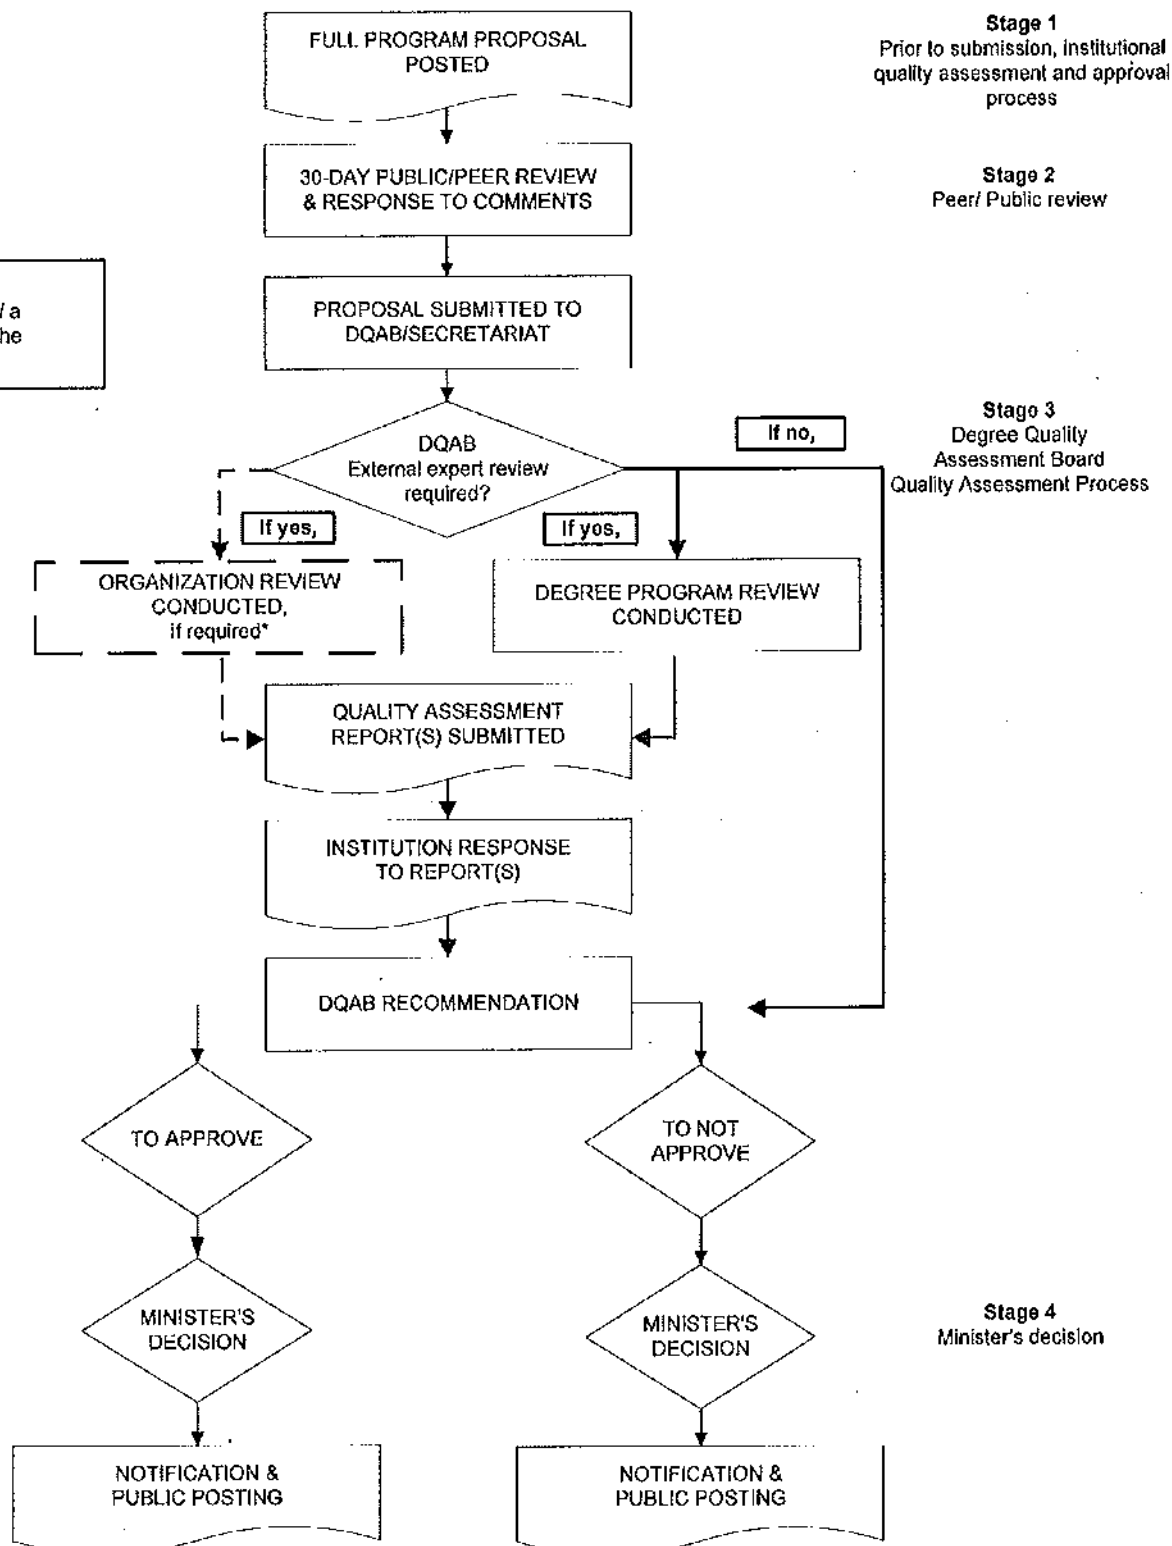 FULL PROGRAM PROPOSAL
POSTED
Stage 1
Prior to submission, institutional
quality assessment and approval
process
30-DAY PUBLIC/PEER REVIEW
& RESPONSE TO COMMENTS
Stage 2
Peer/ Public review
/ a
he
PROPOSAL SUBMITTED TO
DQAB/SECRETARIAT
DQAB
External expert review
required?
If no,
Stage 3
Degree Quality
Assessment Board
Quality Assessment Process
If yes,
If yes,
ORGANIZATION REVIEW
CONDUCTED,
if required*
DEGREE PROGRAM REVIEW
CONDUCTED
QUALITY ASSESSMENT
REPORT(S) SUBMITTED
INSTITUTION RESPONSE
TO REPORT(S)
DQAB RECOMMENDATION
TO APPROVE
TO NOT
APPROVE
MINISTER'S
DECISION
MINISTER'S
DECISION
Stage 4
Minister's decision
NOTIFICATION &
PUBLIC POSTING
NOTIFICATION &
PUBLIC POSTING